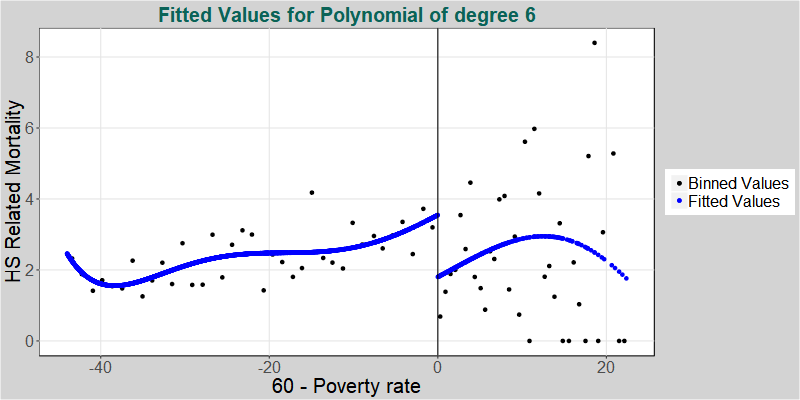 Fitted Values for Polynomial of degree 6
HS Related Mortality
8
6
4
2
0
-40
-20
0
20
60 - Poverty rate
Binned Values
Fitted Values